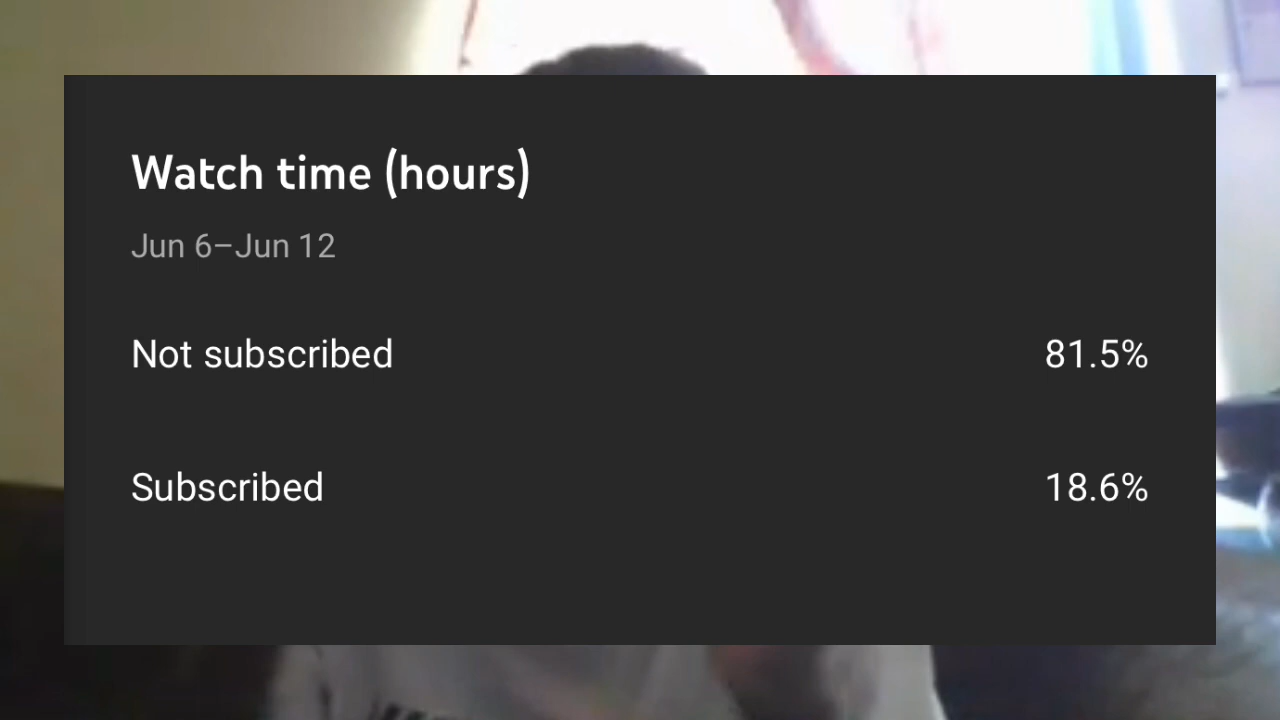 Watch time (hours)
Jun 6–Jun 12
Not subscribed 81.5%
Subscribed 18.6%